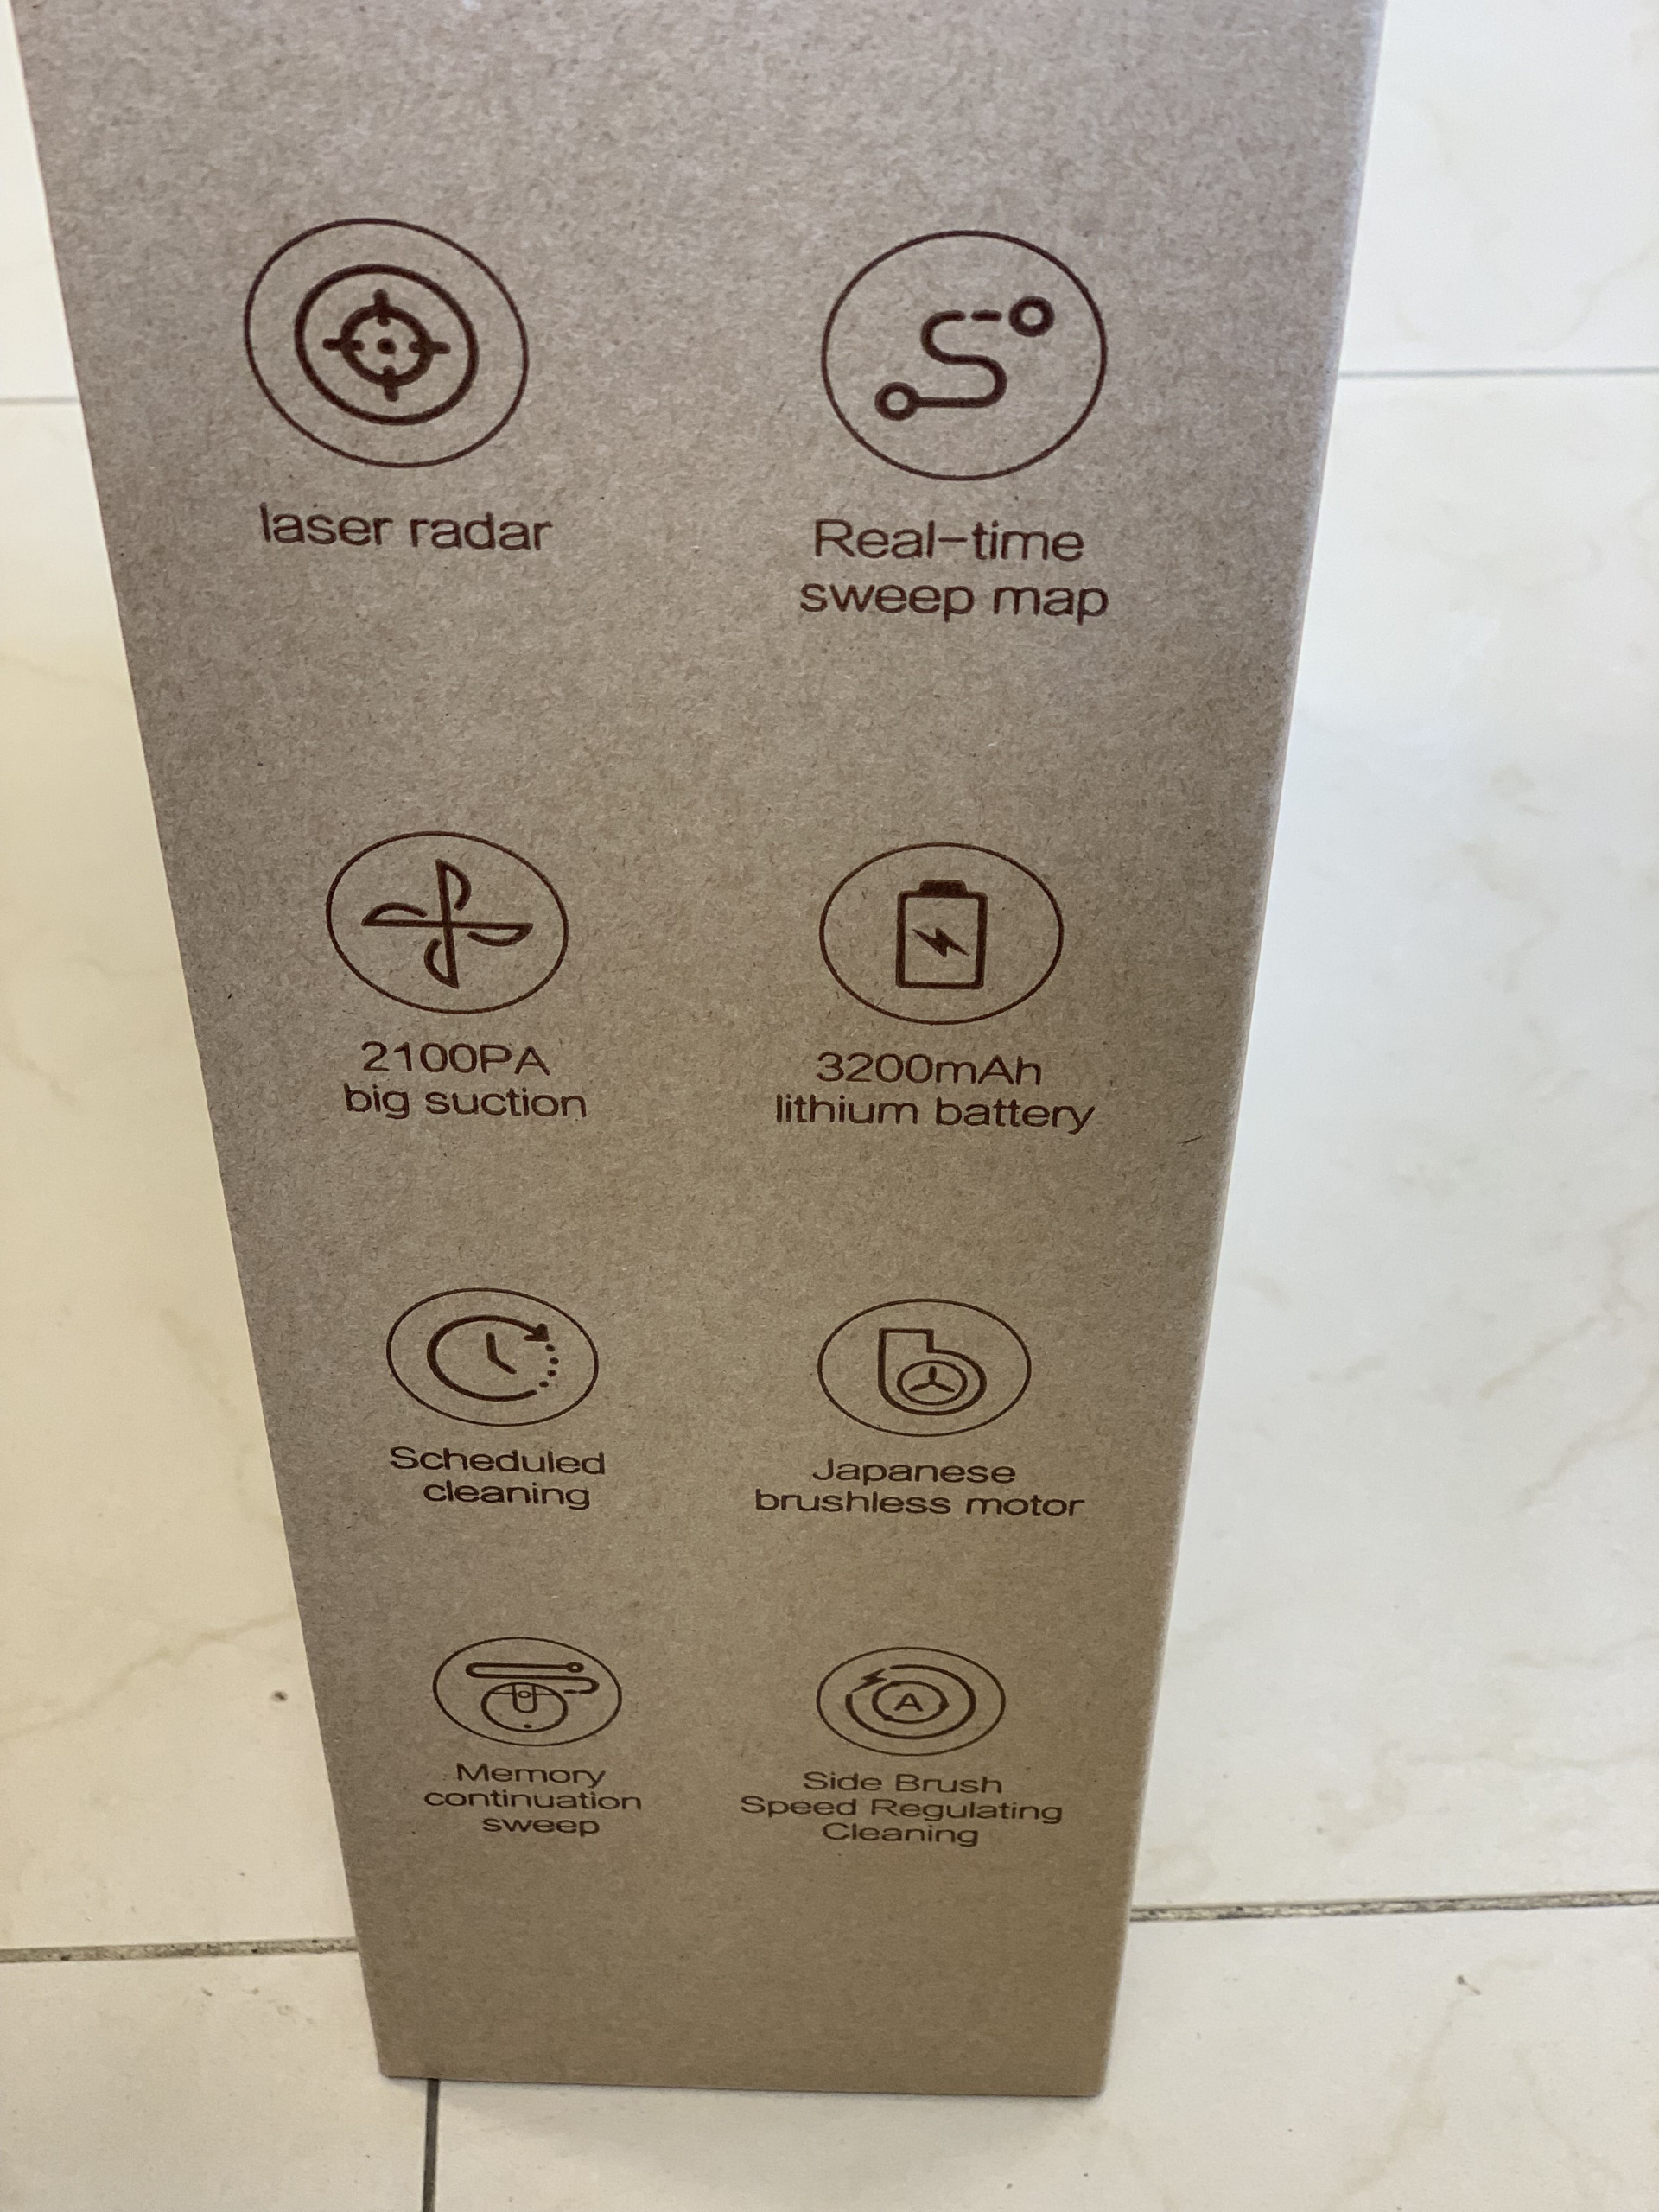 laser radar
Real-time
sweep map
2100PA
big suction
3200mAh
lithium battery
Scheduled
cleaning
Japanese
brushless motor
Memory
continuation
sweep
A
Side Brush
Speed Regulating
Cleaning